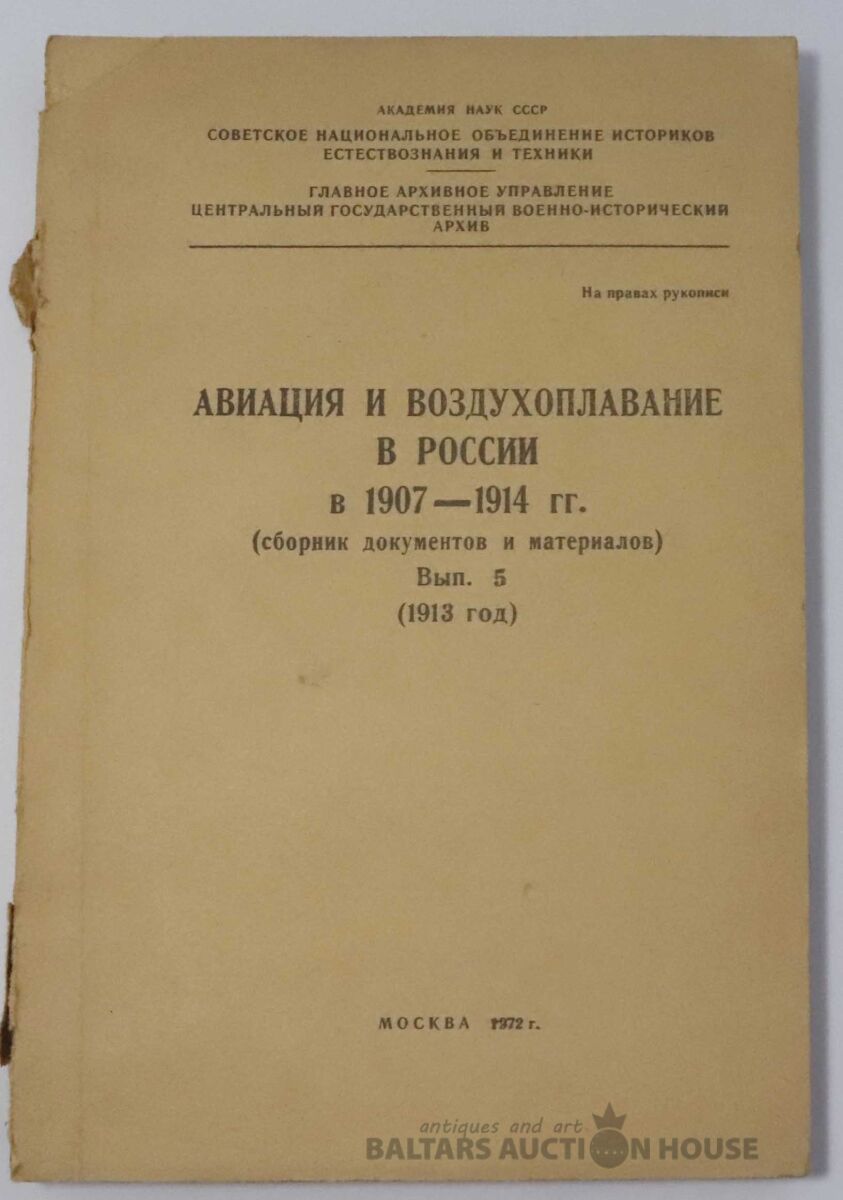 АКАДЕМИЯ НАУК СССР
СОВЕТСКОЕ НАЦИОНАЛЬНОЕ ОБЪЕДИНЕНИЕ ИСТОРИКОВ
ЕСТЕСТВОЗНАНИЯ И ТЕХНИКИ
ГЛАВНОЕ АРХИВНОЕ УПРАВЛЕНИЕ
ЦЕНТРАЛЬНЫЙ ГОСУДАРСТВЕННЫЙ ВОЕННО-ИСТОРИЧЕСКИЙ
АРХИВ
На правах рукописи
АВИАЦИЯ И ВОЗДУХОПЛАВАНИЕ
В РОССИИ
в 1907—1914 гг.
(сборник документов и материалов)
Вып. 5
(1913 год)
МОСКВА 1972 г.
antiques and art
BALTARS AUCTION HOUSE